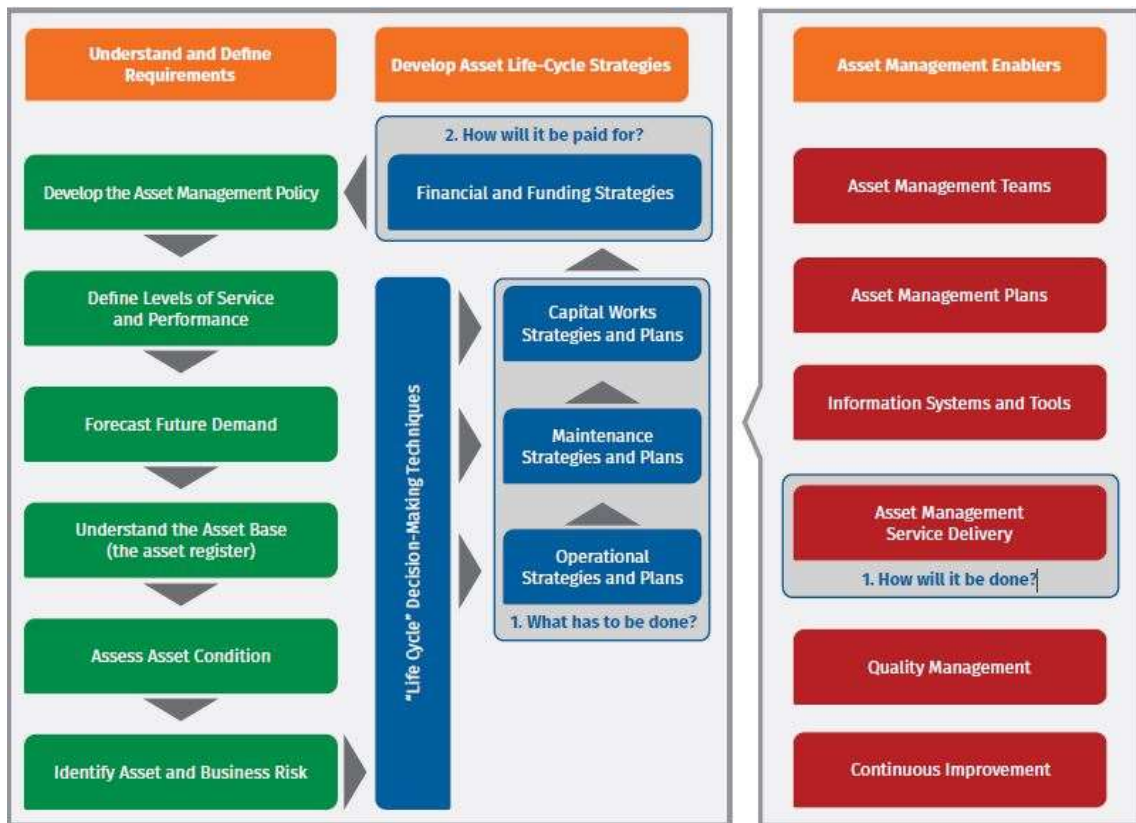 Understand and Define
Requirements
Develop the Asset Management Policy
Define Levels of Service
and Performance
Forecast Future Demand
Understand the Asset Base
(the asset register)
Assess Asset Condition
Identify Asset and Business Risk
Develop Asset Life-Cycle Strategies
2. How will it be paid for?
Financial and Funding Strategies
"Life Cycle" Decision-Making Techniques
Capital Works
Strategies and Plans
Maintenance
Strategies and Plans
Operational
Strategies and Plans
1. What has to be done?
Asset Management Enablers
Asset Management Teams
Asset Management Plans
Information Systems and Tools
Asset Management
Service Delivery
1. How will it be done?
Quality Management
Continuous Improvement